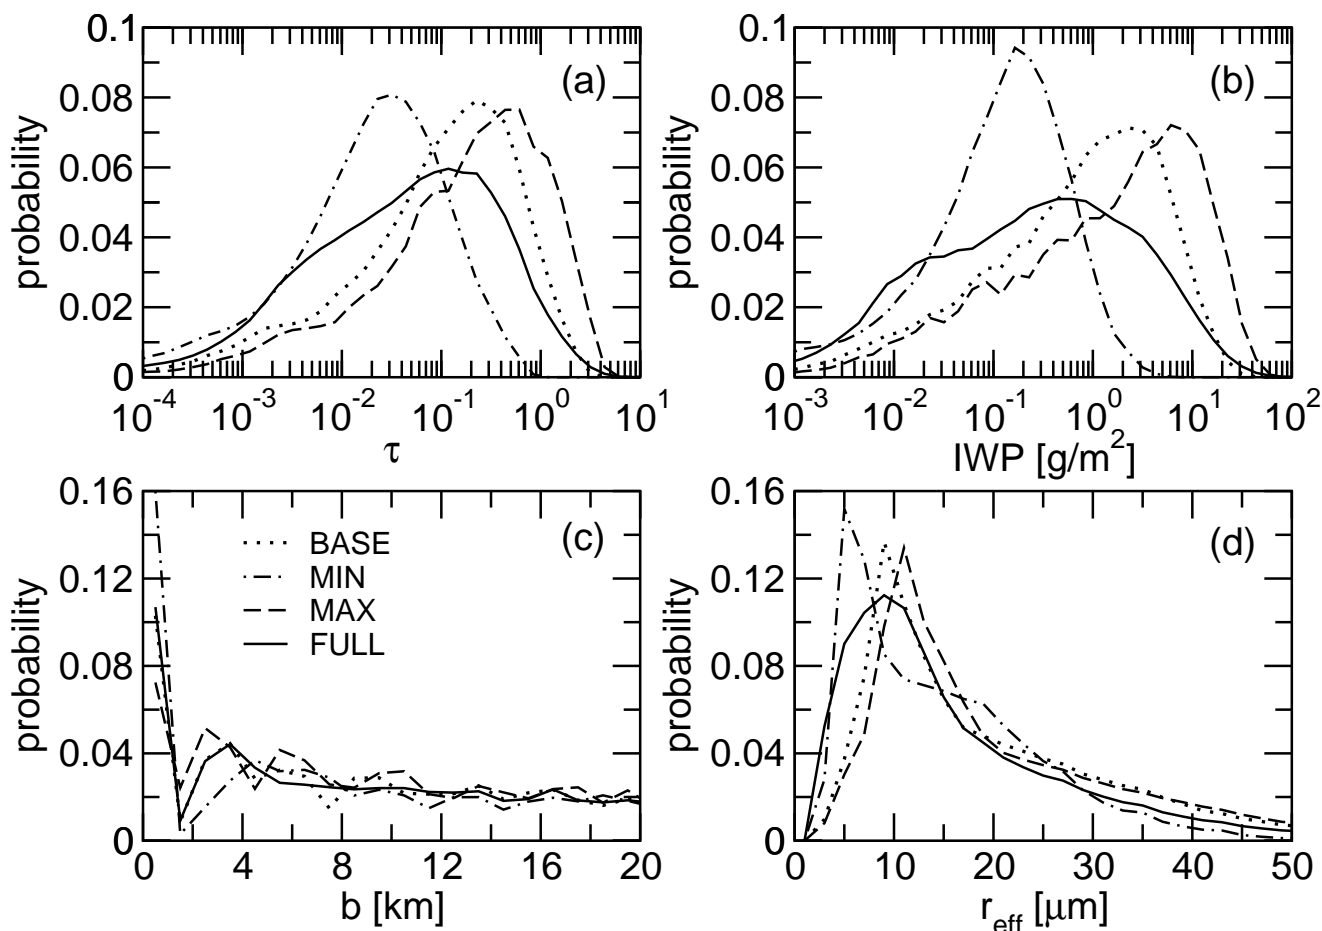 0.1
0.08
0.06
0.04
0.02
0
probability
(a)
10^-4 10^-3 10^-2 10^-1 10^0 10^1
τ
0.1
0.08
0.06
0.04
0.02
0
probability
(b)
10^-3 10^-2 10^-1 10^0 10^1 10^2
IWP [g/m^2]
0.16
0.12
0.08
0.04
0
probability
(c)
BASE
MIN
MAX
FULL
0 4 8 12 16 20
b [km]
0.16
0.12
0.08
0.04
0
probability
(d)
0 10 20 30 40 50
r_eff [μm]